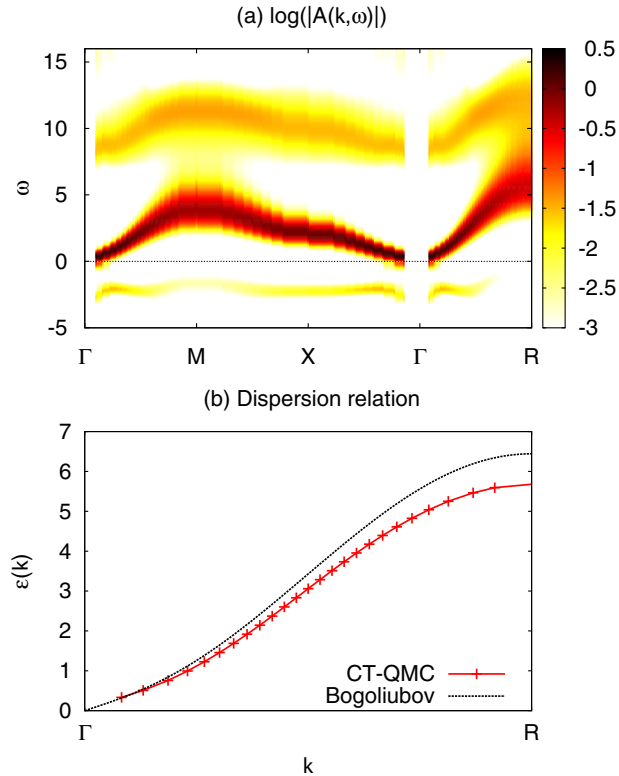 (a) log(|A(k,ω)|)
15
10
5
0
-5
ω
Γ
M
X
Γ
R
0.5
0
-0.5
-1
-1.5
-2
-2.5
-3
(b) Dispersion relation
7
6
5
4
3
2
1
0
ε(k)
CT-QMC
Bogoliubov
Γ
R
k